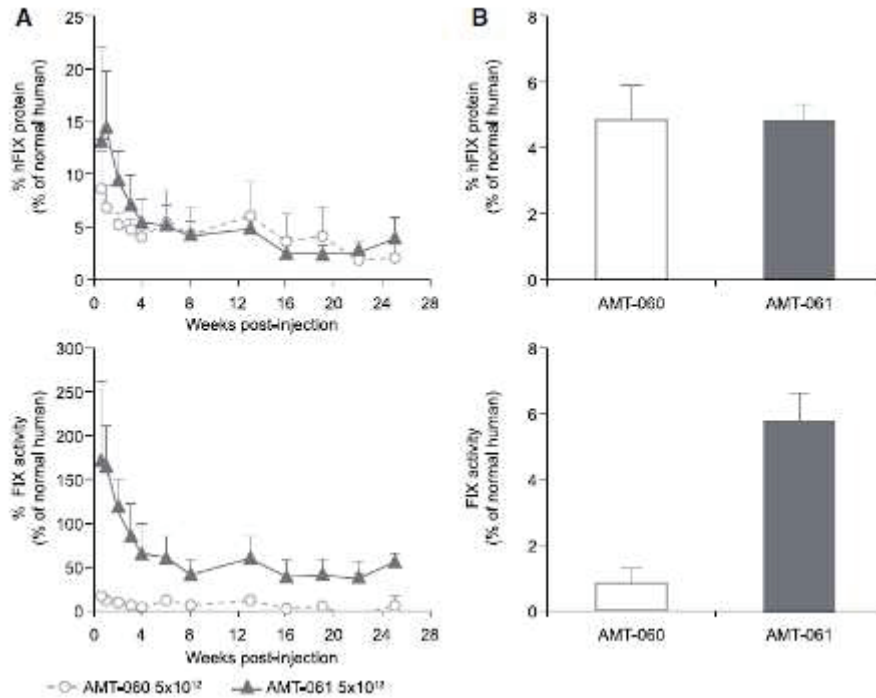 A
% hFIX protein
(% of normal human)
25
20
15
10
5
0
0 4 8 12 16 20 24 28
Weeks post-injection
B
% hFIX protein
(% of normal human)
8
6
4
2
0
AMT-060 AMT-061
% FIX activity
(% of normal human)
300
250
200
150
100
50
0
0 4 8 12 16 20 24 28
Weeks post-injection
FIX activity
(% of normal human)
8
6
4
2
0
AMT-060 AMT-061
AMT-060 5x10¹² AMT-061 5x10¹²